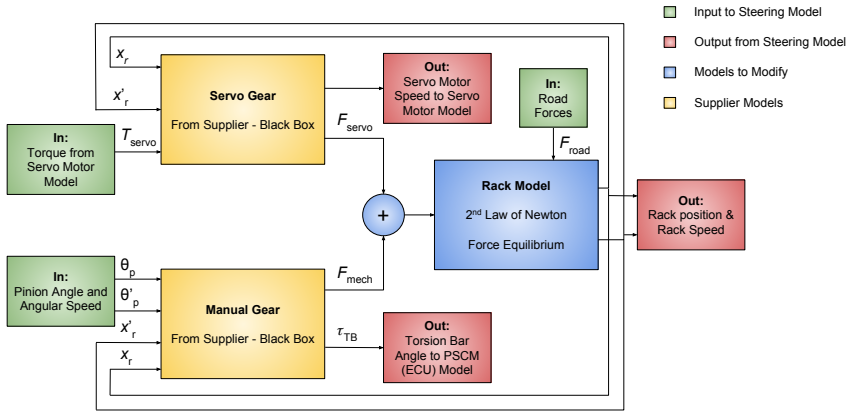 Input to Steering Model
Output from Steering Model
Models to Modify
Supplier Models
xᵣ
x'ᵣ
In:
Torque from
Servo Motor
Model
T_servo
Servo Gear
From Supplier - Black Box
F_servo
Out:
Servo Motor
Speed to Servo
Motor Model
In:
Road
Forces
F_road
+
Rack Model
2nd Law of Newton
Force Equilibrium
Out:
Rack position &
Rack Speed
In:
Pinion Angle and
Angular Speed
θ_p
θ'_p
x'_r
x_r
Manual Gear
From Supplier - Black Box
F_mech
τ_TB
Out:
Torsion Bar
Angle to PSCM
(ECU) Model